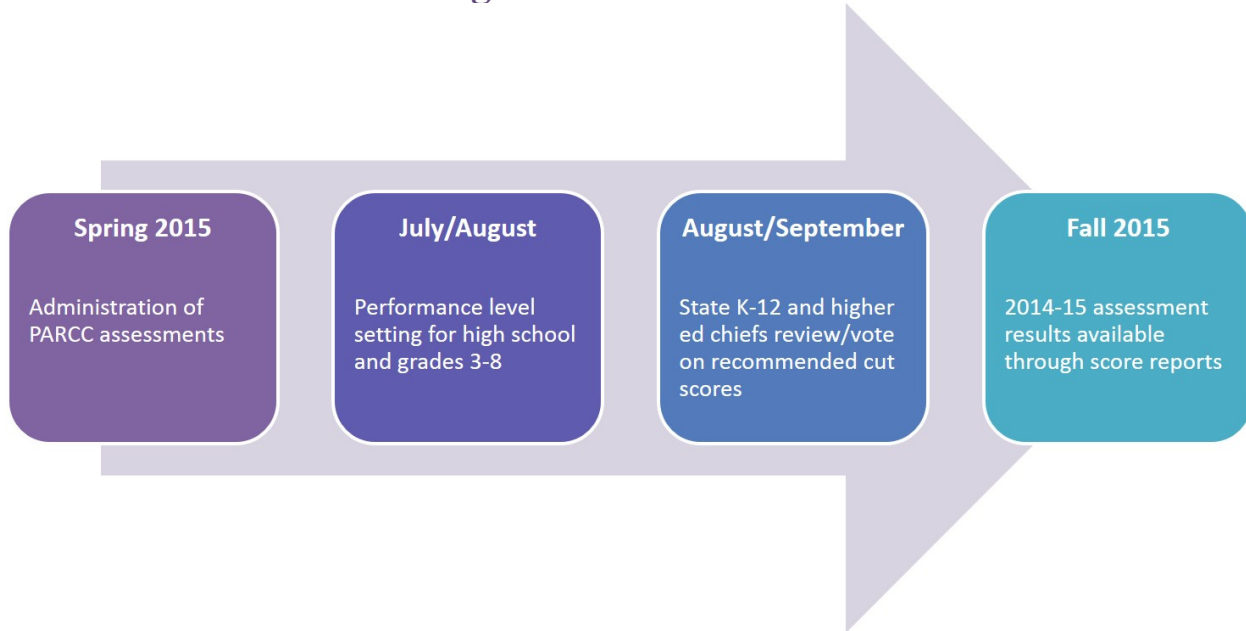 Spring 2015
Administration of
PARCC assessments
July/August
Performance level
setting for high school
and grades 3-8
August/September
State K-12 and higher
ed chiefs review/vote
on recommended cut
scores
Fall 2015
2014-15 assessment
results available
through score reports